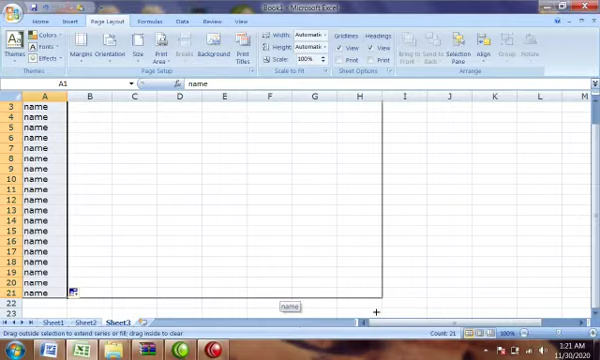 Book1 - Microsoft Excel
Home Insert Page Layout Formulas Data Review View
Themes Colors Fonts Effects
Margins Orientation Size Print Area Breaks Background Print Titles
Width: Automatic
Height: Automatic
Scale: 100%
Gridlines Headings
View View
Print Print
Bring to Front Send to Back Selection Pane Align Group Rotate
Themes Page Setup Scale to Fit Sheet Options Arrange
A1 fx name
A B C D E F G H I J K L M
3 name
4 name
5 name
6 name
7 name
8 name
9 name
10 name
11 name
12 name
13 name
14 name
15 name
16 name
17 name
18 name
19 name
20 name
21 name
22 name
23
Sheet1 Sheet2 Sheet3
Drag outside selection to extend series or fill; drag inside to clear
Count: 21 100%
1:21 AM
11/30/2020